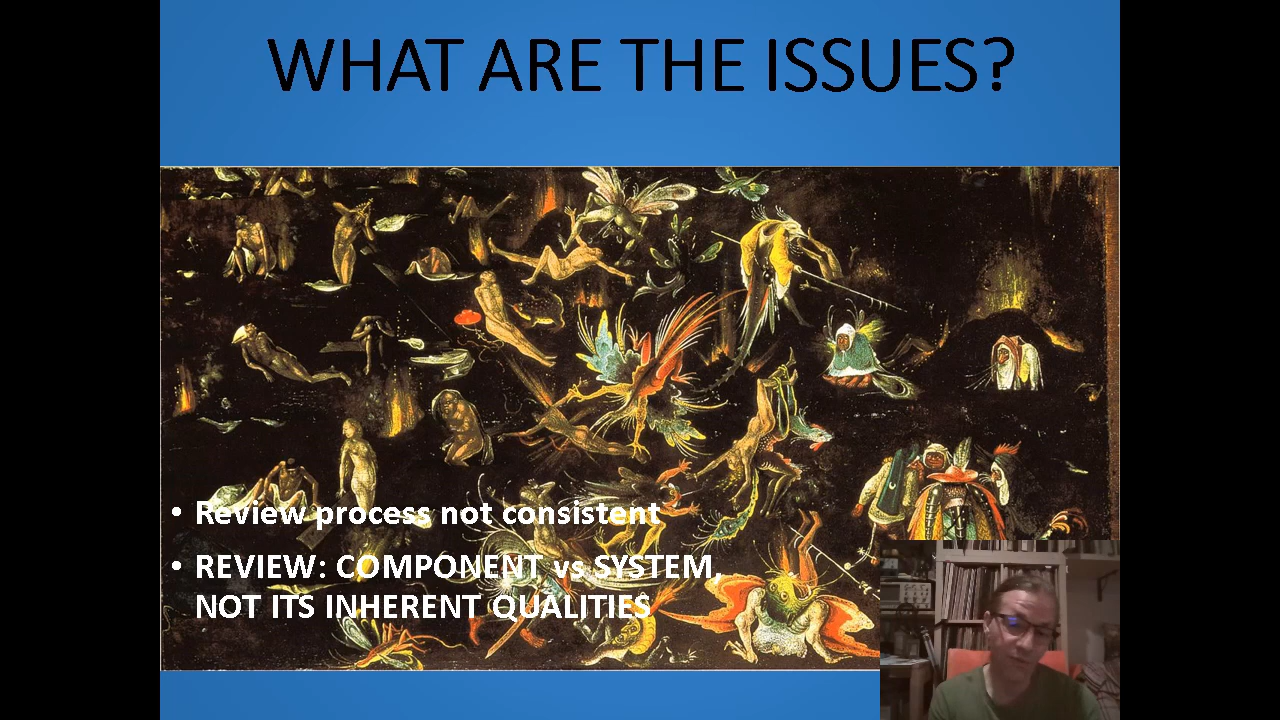 WHAT ARE THE ISSUES?
• Review process not consistent
• REVIEW: COMPONENT vs SYSTEM,
NOT ITS INHERENT QUALITIES